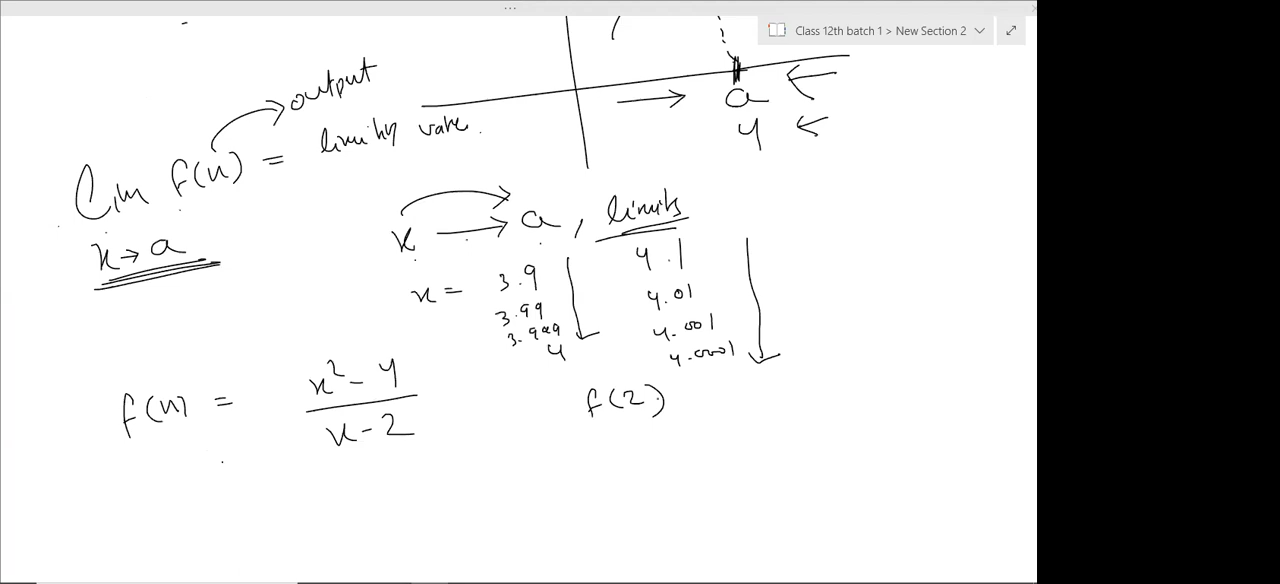 Class 12th batch 1 > New Section 2
output
a
4
Lim f(x) = limiting value.
x→a
x → a, limits
x = 3.9 4.1
3.99 4.01
3.999 4.001
4 4.0001
f(x) = x² - 4 f(2)
x - 2